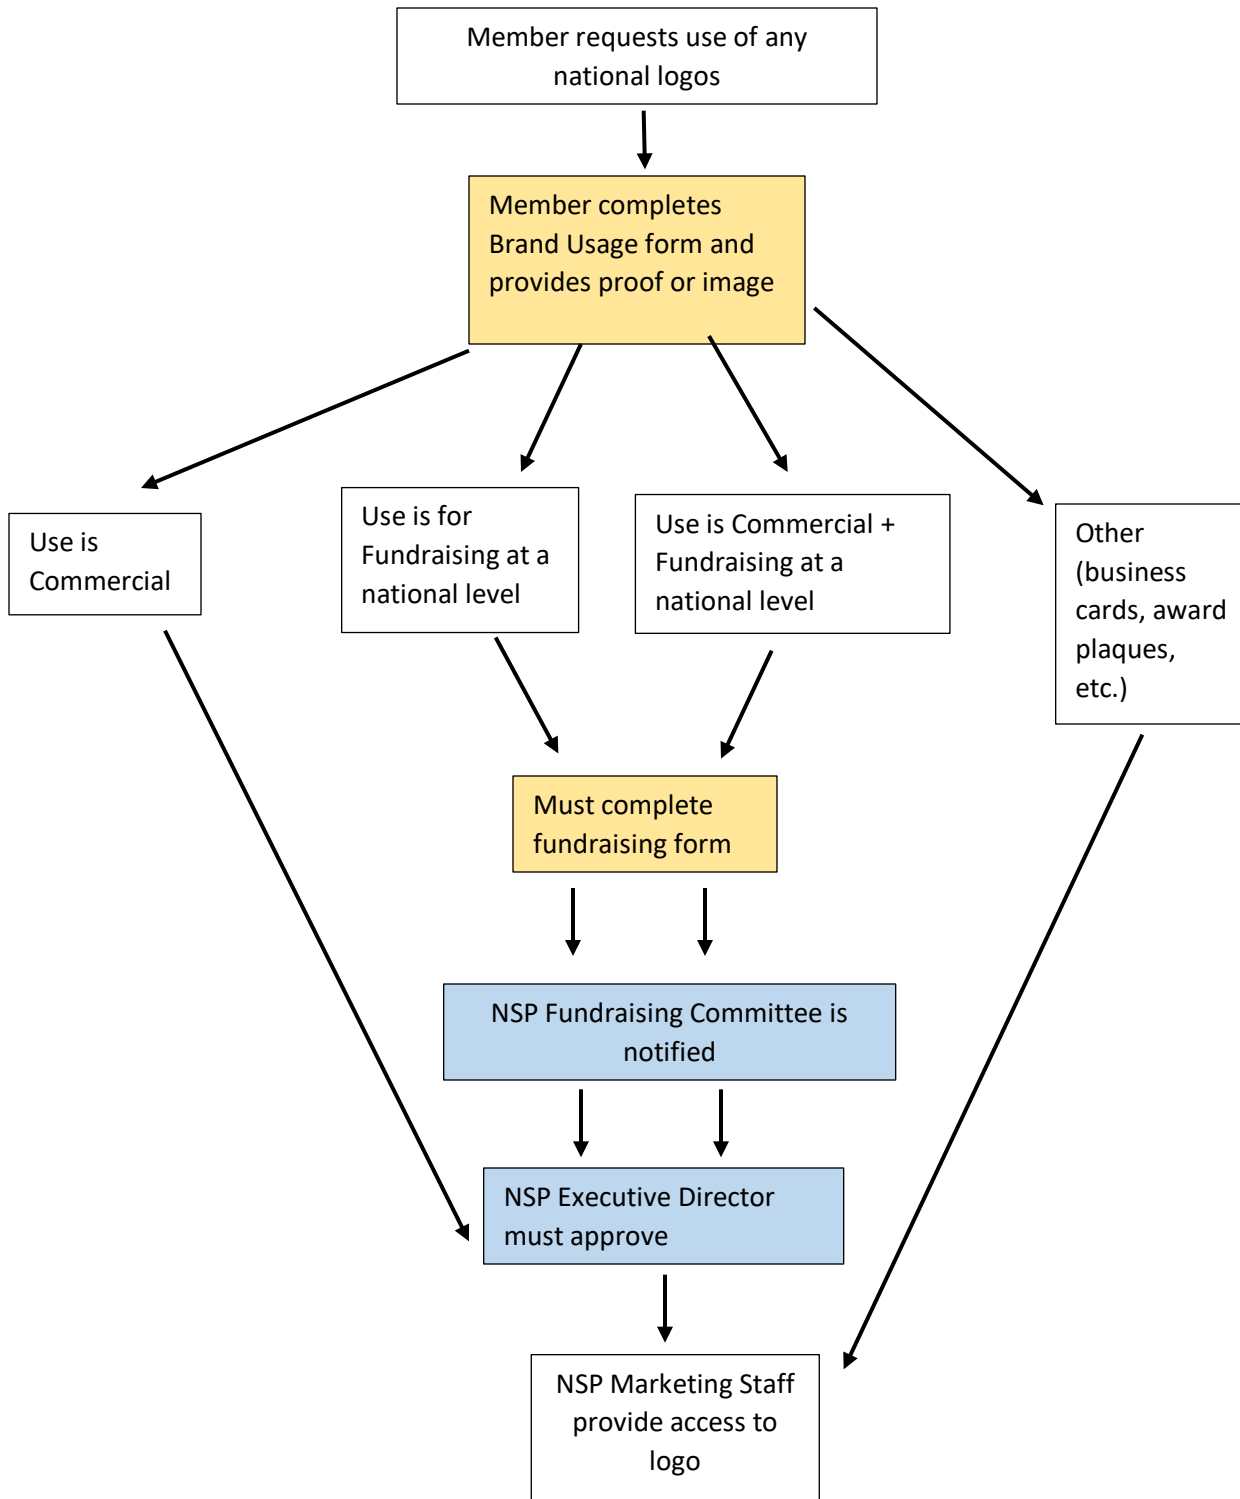 Member requests use of any
national logos
Member completes
Brand Usage form and
provides proof or image
Use is
Commercial
Use is for
Fundraising at a
national level
Use is Commercial +
Fundraising at a
national level
Other
(business
cards, award
plaques,
etc.)
Must complete
fundraising form
NSP Fundraising Committee is
notified
NSP Executive Director
must approve
NSP Marketing Staff
provide access to
logo